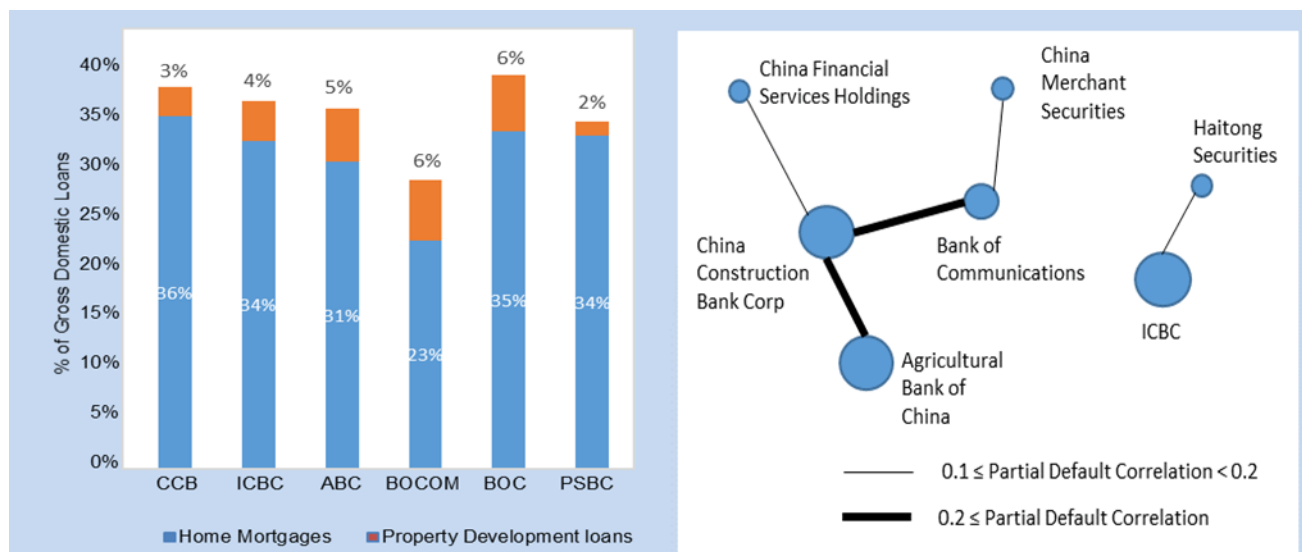 % of Gross Domestic Loans
40%
35%
30%
25%
20%
15%
10%
5%
0%
3%
4%
5%
6%
6%
2%
36%
34%
31%
23%
35%
34%
CCB
ICBC
ABC
BOCOM
BOC
PSBC
Home Mortgages
Property Development loans
China Financial
Services Holdings
China
Merchant
Securities
Haitong
Securities
China
Construction
Bank Corp
Bank of
Communications
ICBC
Agricultural
Bank of
China
0.1 ≤ Partial Default Correlation < 0.2
0.2 ≤ Partial Default Correlation